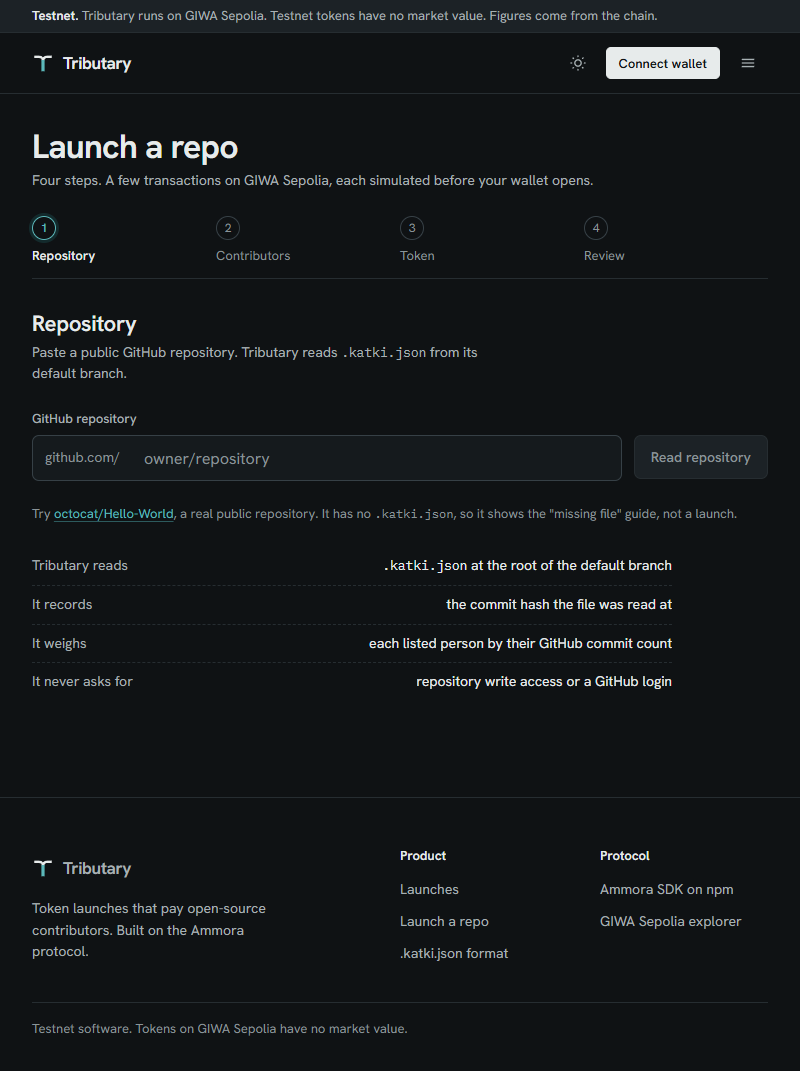 Testnet. Tributary runs on GIWA Sepolia. Testnet tokens have no market value. Figures come from the chain.
Tributary
Connect wallet
Launch a repo
Four steps. A few transactions on GIWA Sepolia, each simulated before your wallet opens.
1
2
3
4
Repository
Contributors
Token
Review
Repository
Paste a public GitHub repository. Tributary reads .katki.json from its
default branch.
GitHub repository
github.com/ owner/repository
Read repository
Try octocat/Hello-World, a real public repository. It has no .katki.json, so it shows the "missing file" guide, not a launch.
Tributary reads .katki.json at the root of the default branch
It records the commit hash the file was read at
It weighs each listed person by their GitHub commit count
It never asks for repository write access or a GitHub login
Tributary
Token launches that pay open-source
contributors. Built on the Ammora
protocol.
Product
Launches
Launch a repo
.katki.json format
Protocol
Ammora SDK on npm
GIWA Sepolia explorer
Testnet software. Tokens on GIWA Sepolia have no market value.